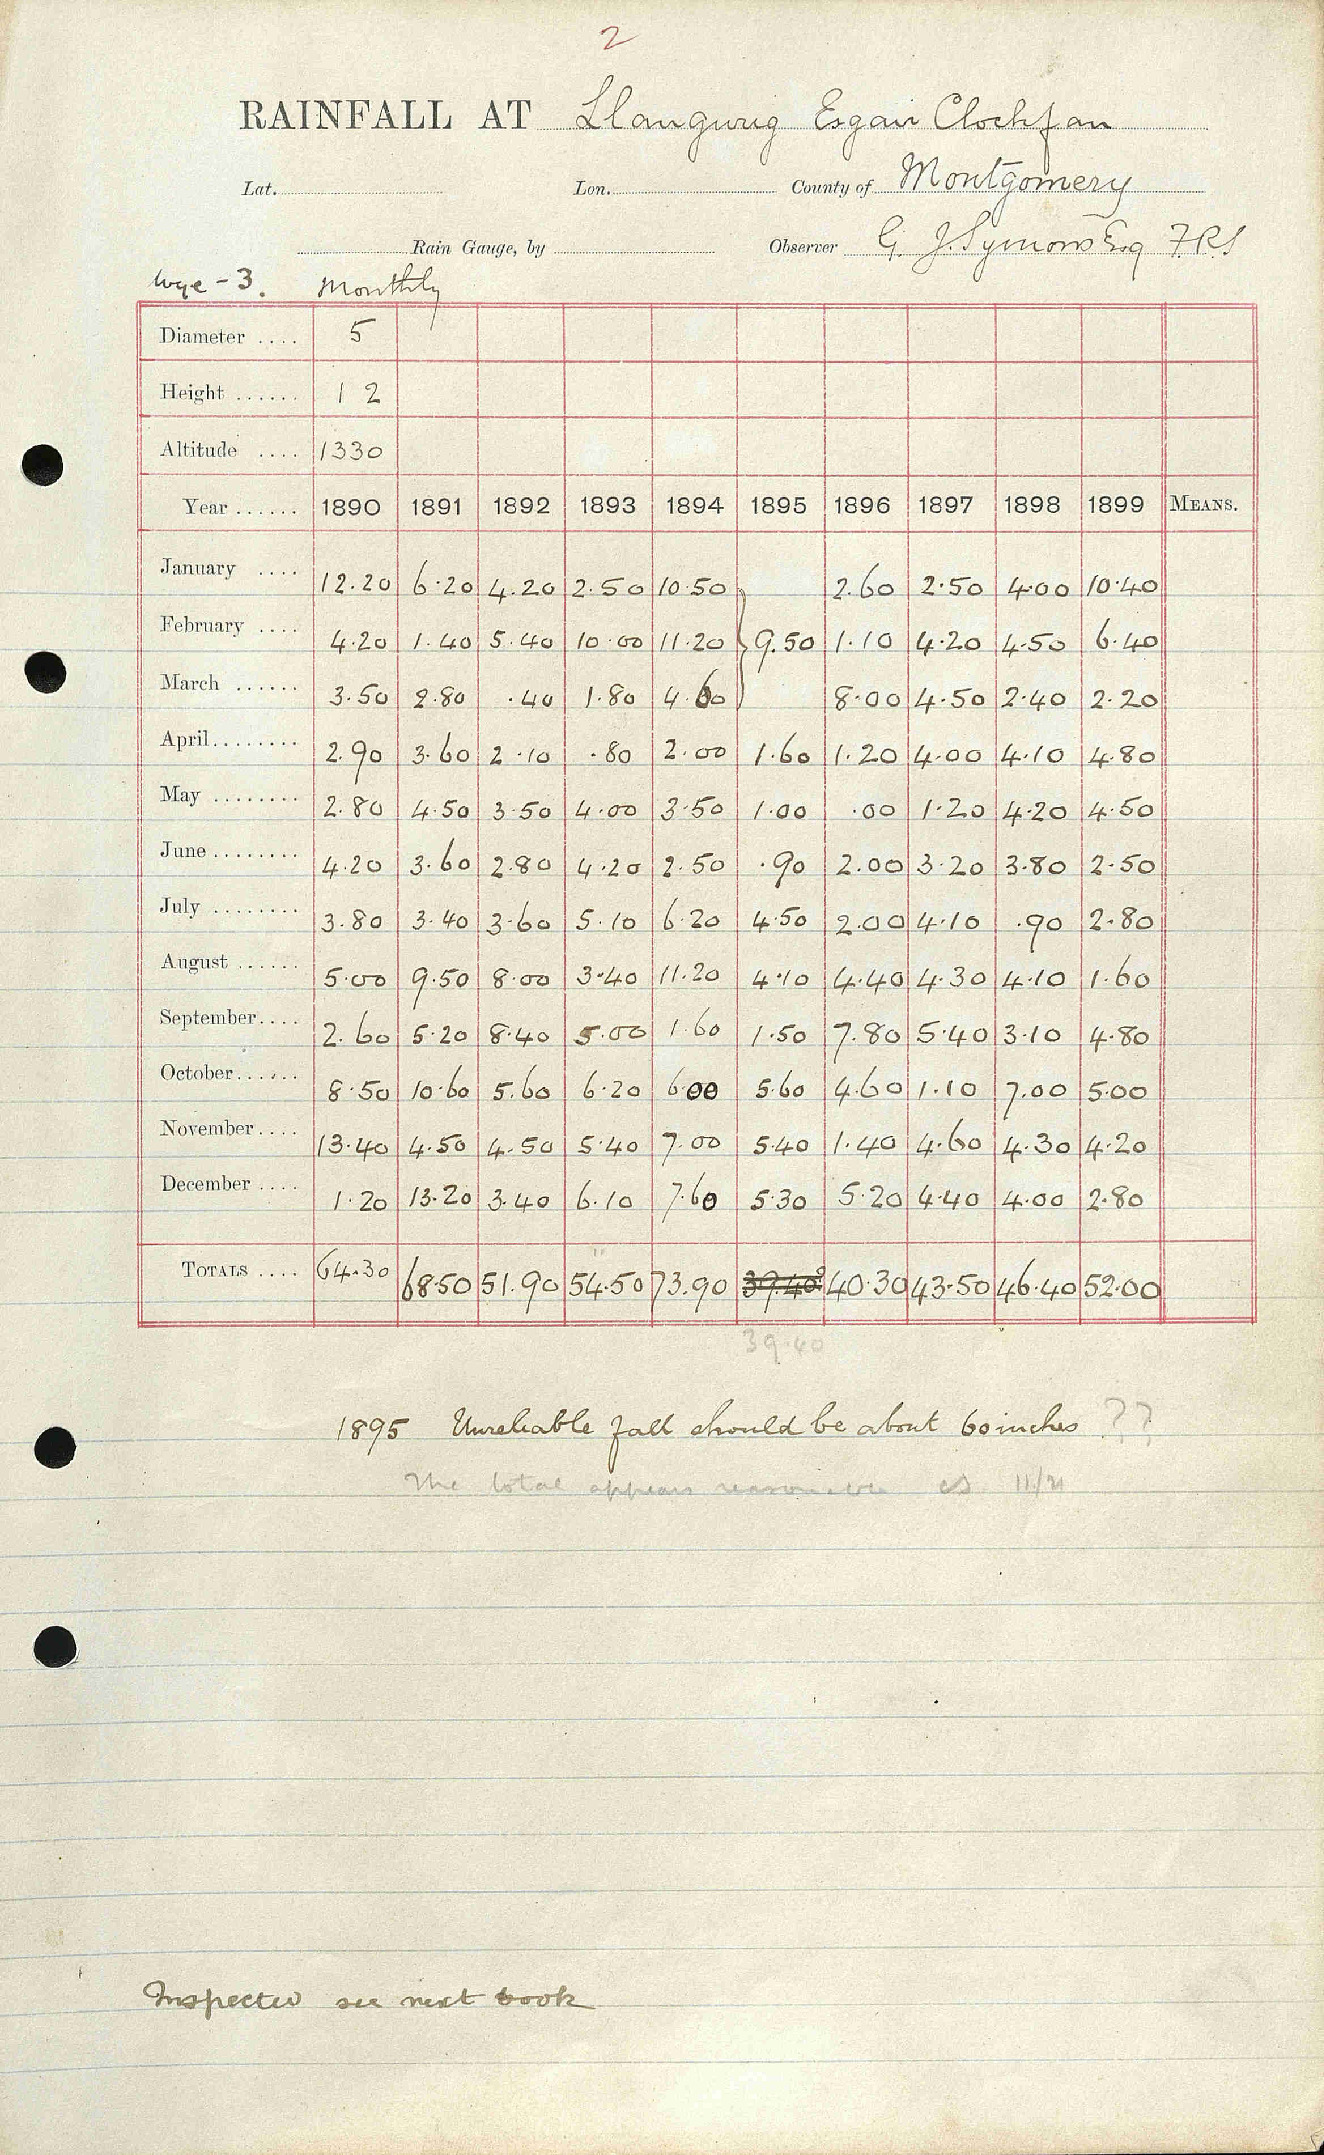 2
RAINFALL AT Llangurig Esgair Clochfan
Lat. Lon. County of Montgomery
Rain Gauge, by Observer G. J. Symons Esq F.R.S
Wye - 3. Monthly
Diameter .... 5
Height ...... 12
Altitude .... 1330
Year ...... 1890 1891 1892 1893 1894 1895 1896 1897 1898 1899 MEANS.
January .... 12.20 6.20 4.20 2.50 10.50 2.60 2.50 4.00 10.40
February .... 4.20 1.40 5.40 10.00 11.20 } 9.50 1.10 4.20 4.50 6.40
March ...... 3.50 2.80 .40 1.80 4.60 8.00 4.50 2.40 2.20
April........ 2.90 3.60 2.10 .80 2.00 1.60 1.20 4.00 4.10 4.80
May ........ 2.80 4.50 3.50 4.00 3.50 1.00 .00 1.20 4.20 4.50
June ........ 4.20 3.60 2.80 4.20 2.50 .90 2.00 3.20 3.80 2.50
July ........ 3.80 3.40 3.60 5.10 6.20 4.50 2.00 4.10 .90 2.80
August ...... 5.00 9.50 8.00 3.40 11.20 4.10 4.40 4.30 4.10 1.60
September.... 2.60 5.20 8.40 5.00 1.60 1.50 7.80 5.40 3.10 4.80
October...... 8.50 10.60 5.60 6.20 6.00 5.60 4.60 1.10 7.00 5.00
November.... 13.40 4.50 4.50 5.40 7.00 5.40 1.40 4.60 4.30 4.20
December .... 1.20 13.20 3.40 6.10 7.60 5.30 5.20 4.40 4.00 2.80
TOTALS .... 64.30 68.50 51.90 54.50 73.90 39.40? 40.30 43.50 46.40 52.00
39.40
1895 Unreliable fall should be about 60 inches ??
The total appears reasonable 11/21
Inspected see next book